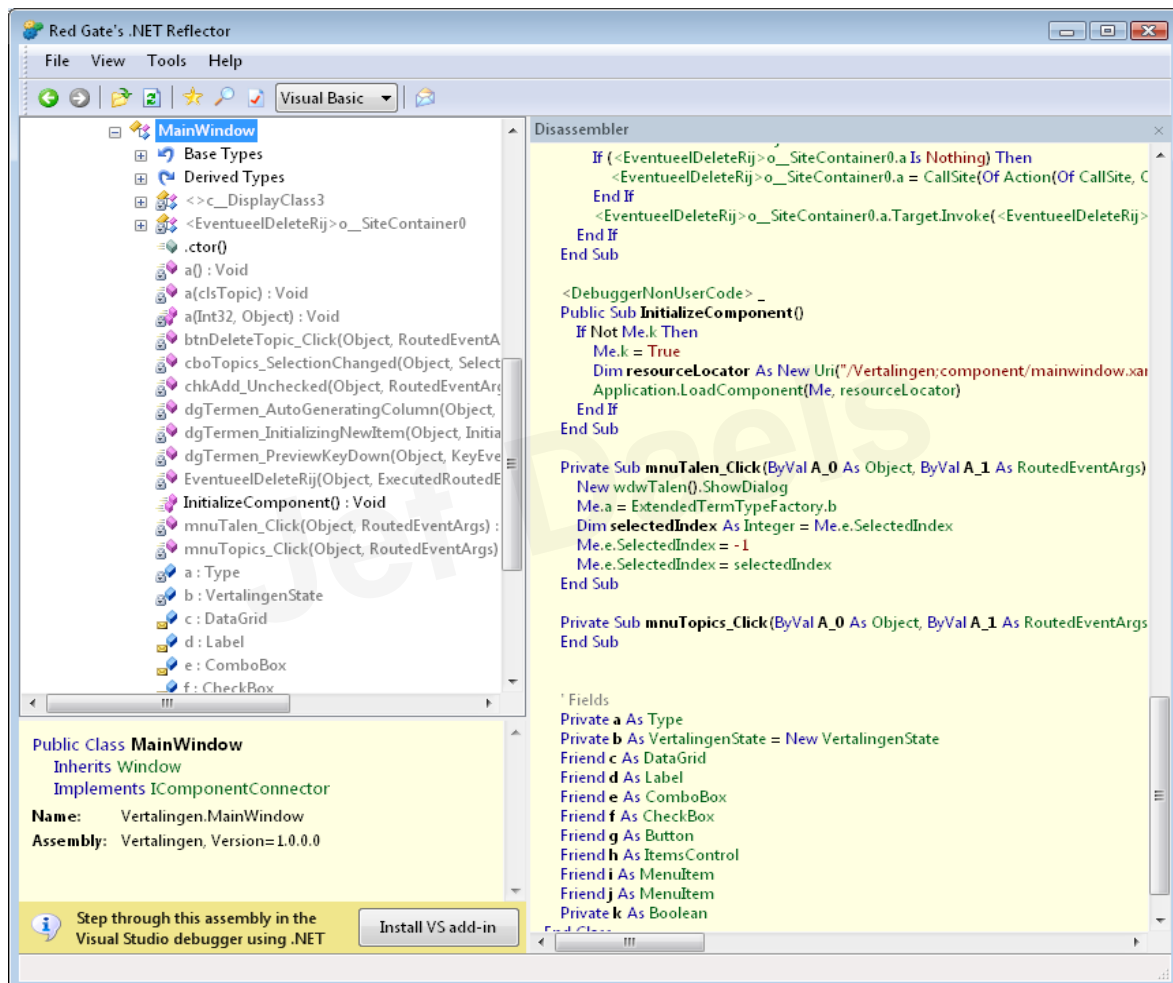 Red Gate's .NET Reflector
File View Tools Help
Visual Basic
MainWindow
Base Types
Derived Types
<>c__DisplayClass3
<EventueelDeleteRij>o__SiteContainer0
.ctor()
a() : Void
a(clsTopic) : Void
a(Int32, Object) : Void
btnDeleteTopic_Click(Object, RoutedEventA
cboTopics_SelectionChanged(Object, Select
chkAdd_Unchecked(Object, RoutedEventArg
dgTermen_AutoGeneratingColumn(Object,
dgTermen_InitializingNewItem(Object, Initia
dgTermen_PreviewKeyDown(Object, KeyEve
EventueelDeleteRij(Object, ExecutedRoutedE
InitializeComponent() : Void
mnuTalen_Click(Object, RoutedEventArgs) :
mnuTopics_Click(Object, RoutedEventArgs)
a : Type
b : VertalingenState
c : DataGrid
d : Label
e : ComboBox
f : CheckBox
Public Class MainWindow
Inherits Window
Implements IComponentConnector
Name: Vertalingen.MainWindow
Assembly: Vertalingen, Version=1.0.0.0
Step through this assembly in the
Visual Studio debugger using .NET
Install VS add-in
Disassembler
If (<EventueelDeleteRij>o__SiteContainer0.a Is Nothing) Then
<EventueelDeleteRij>o__SiteContainer0.a = CallSite(Of Action(Of CallSite, C
End If
<EventueelDeleteRij>o__SiteContainer0.a.Target.Invoke(<EventueelDeleteRij>
End If
End Sub
<DebuggerNonUserCode> _
Public Sub InitializeComponent()
If Not Me.k Then
Me.k = True
Dim resourceLocator As New Uri("/Vertalingen;component/mainwindow.xar
Application.LoadComponent(Me, resourceLocator)
End If
End Sub
Private Sub mnuTalen_Click(ByVal A_0 As Object, ByVal A_1 As RoutedEventArgs)
New wdwTalen().ShowDialog
Me.a = ExtendedTermTypeFactory.b
Dim selectedIndex As Integer = Me.e.SelectedIndex
Me.e.SelectedIndex = -1
Me.e.SelectedIndex = selectedIndex
End Sub
Private Sub mnuTopics_Click(ByVal A_0 As Object, ByVal A_1 As RoutedEventArgs
End Sub
' Fields
Private a As Type
Private b As VertalingenState = New VertalingenState
Friend c As DataGrid
Friend d As Label
Friend e As ComboBox
Friend f As CheckBox
Friend g As Button
Friend h As ItemsControl
Friend i As MenuItem
Friend j As MenuItem
Private k As Boolean
End Class
Jef Daels